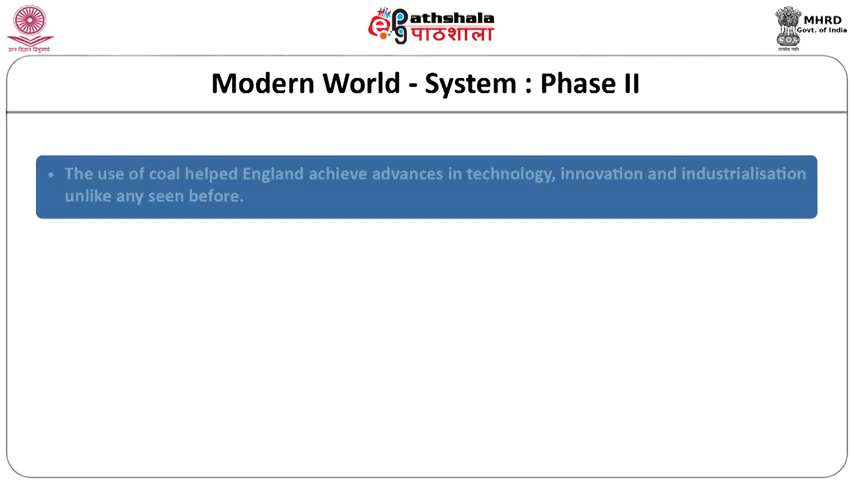 ePathshala
पाठशाला
MHRD
Govt. of India
Modern World - System : Phase II
• The use of coal helped England achieve advances in technology, innovation and industrialisation
unlike any seen before.